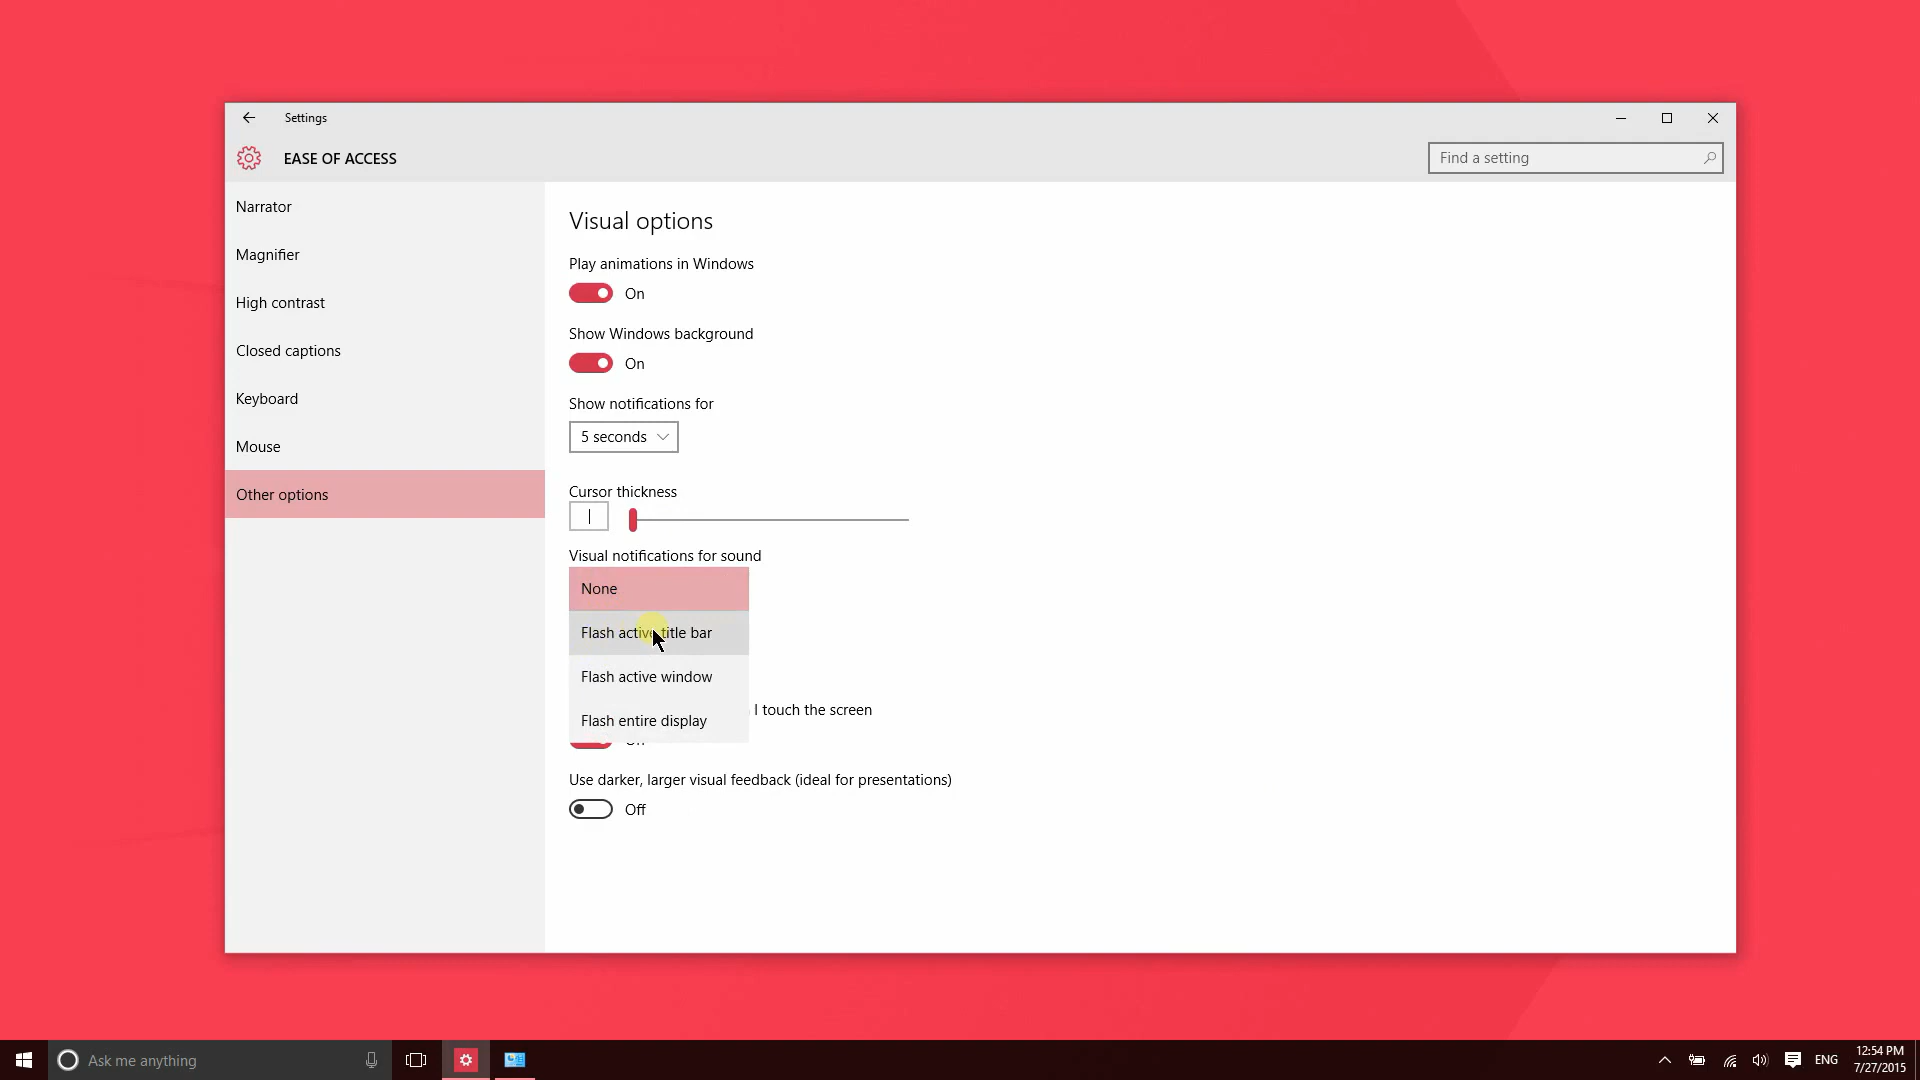 Settings
EASE OF ACCESS
Find a setting
Narrator
Magnifier
High contrast
Closed captions
Keyboard
Mouse
Other options
Visual options
Play animations in Windows
On
Show Windows background
On
Show notifications for
5 seconds
Cursor thickness
Visual notifications for sound
None
Flash active title bar
Flash active window
Flash entire display
I touch the screen
Use darker, larger visual feedback (ideal for presentations)
Off
Ask me anything
ENG
12:54 PM
7/27/2015